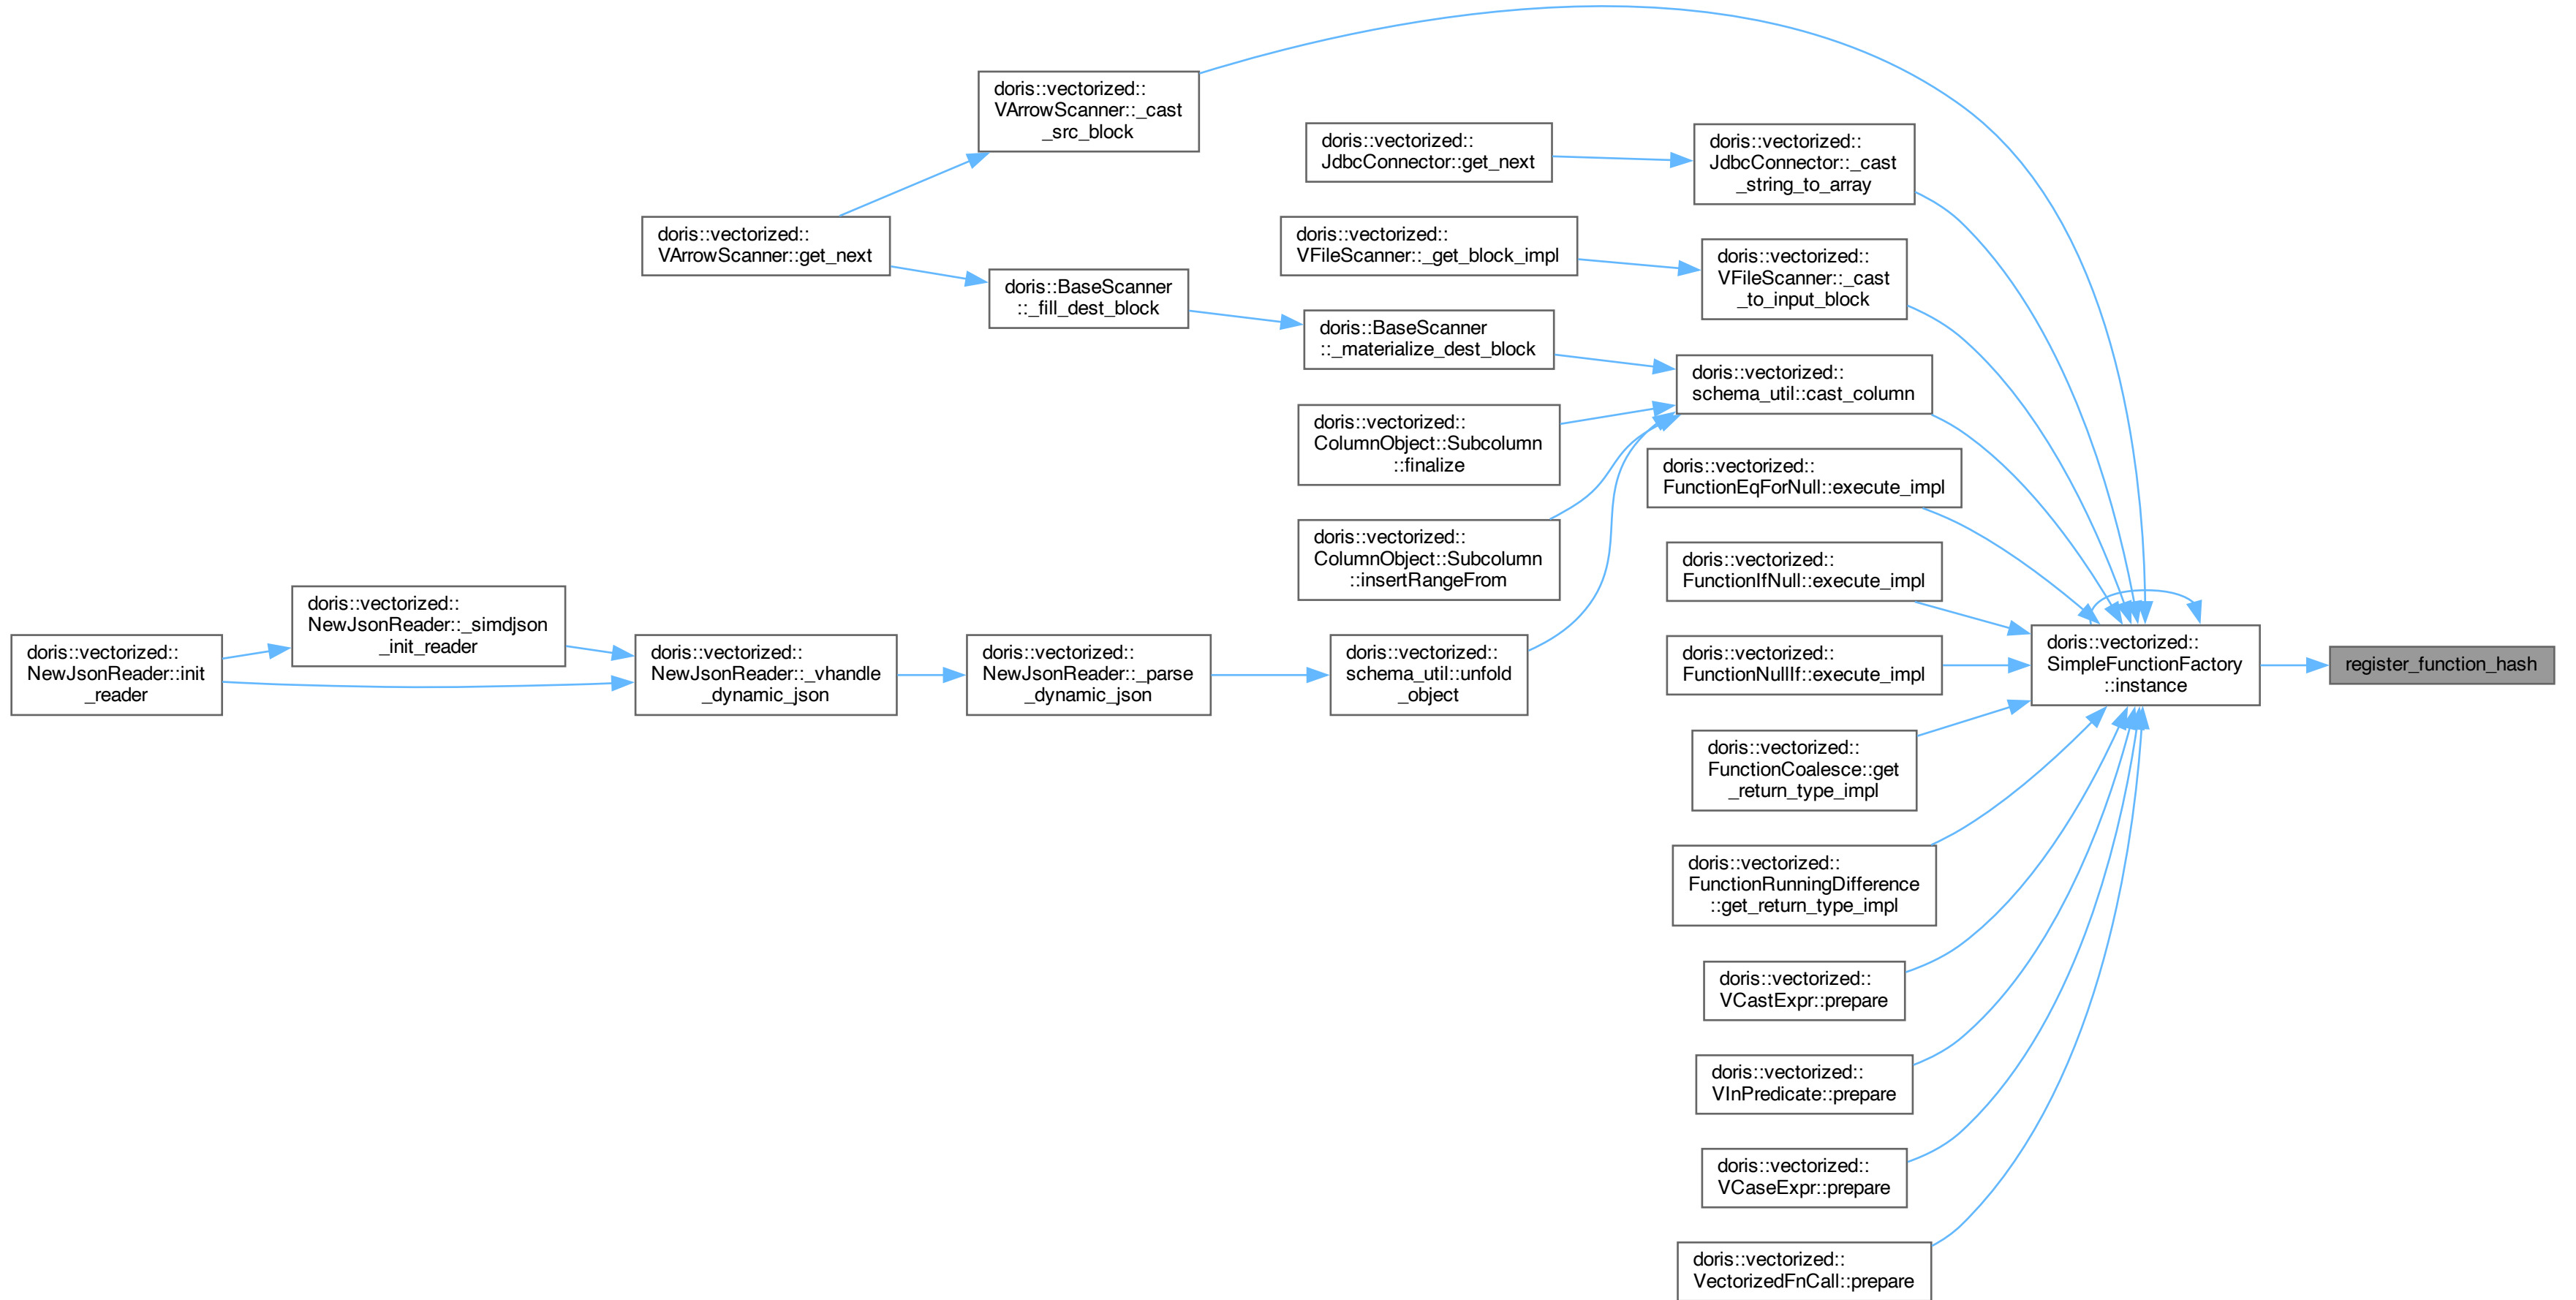 doris::vectorized::
VArrowScanner::_cast
_src_block
doris::vectorized::
JdbcConnector::get_next
doris::vectorized::
JdbcConnector::_cast
_string_to_array
doris::vectorized::
VArrowScanner::get_next
doris::vectorized::
VFileScanner::_get_block_impl
doris::vectorized::
VFileScanner::_cast
_to_input_block
doris::BaseScanner
::_fill_dest_block
doris::BaseScanner
::_materialize_dest_block
doris::vectorized::
schema_util::cast_column
doris::vectorized::
ColumnObject::Subcolumn
::finalize
doris::vectorized::
FunctionEqForNull::execute_impl
doris::vectorized::
ColumnObject::Subcolumn
::insertRangeFrom
doris::vectorized::
FunctionIfNull::execute_impl
doris::vectorized::
NewJsonReader::init
_reader
doris::vectorized::
NewJsonReader::_simdjson
_init_reader
doris::vectorized::
NewJsonReader::_vhandle
_dynamic_json
doris::vectorized::
NewJsonReader::_parse
_dynamic_json
doris::vectorized::
schema_util::unfold
_object
doris::vectorized::
FunctionNullIf::execute_impl
doris::vectorized::
SimpleFunctionFactory
::instance
register_function_hash
doris::vectorized::
FunctionCoalesce::get
_return_type_impl
doris::vectorized::
FunctionRunningDifference
::get_return_type_impl
doris::vectorized::
VCastExpr::prepare
doris::vectorized::
VInPredicate::prepare
doris::vectorized::
VCaseExpr::prepare
doris::vectorized::
VectorizedFnCall::prepare